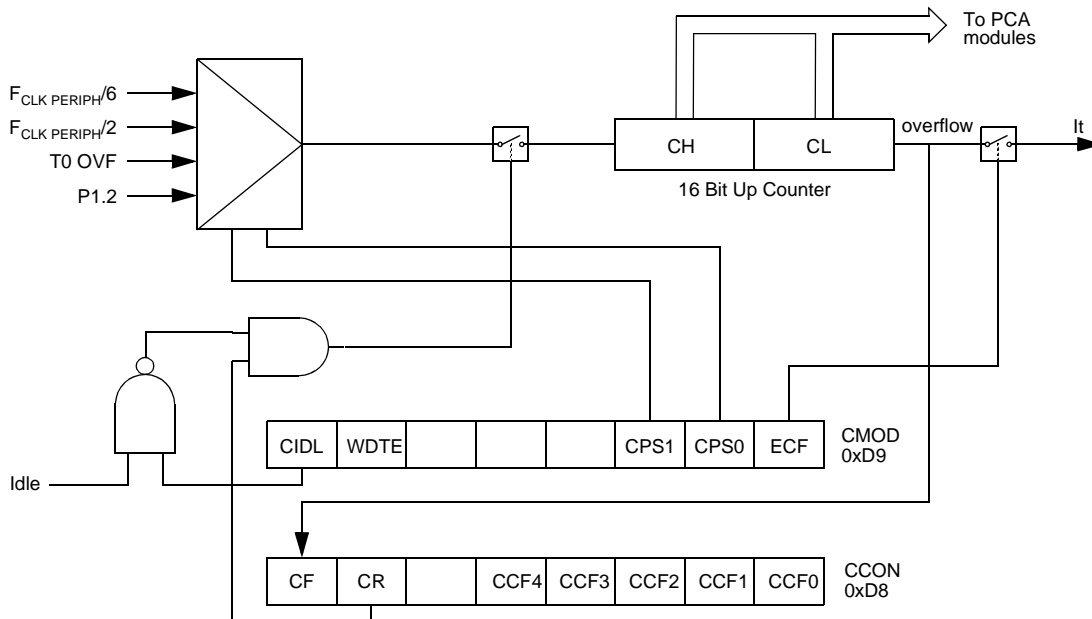 To PCA
modules
FCLK PERIPH/6
FCLK PERIPH/2
T0 OVF
P1.2
CH
CL
overflow
It
16 Bit Up Counter
CIDL
WDTE
CPS1
CPS0
ECF
CMOD
0xD9
Idle
CF
CR
CCF4
CCF3
CCF2
CCF1
CCF0
CCON
0xD8